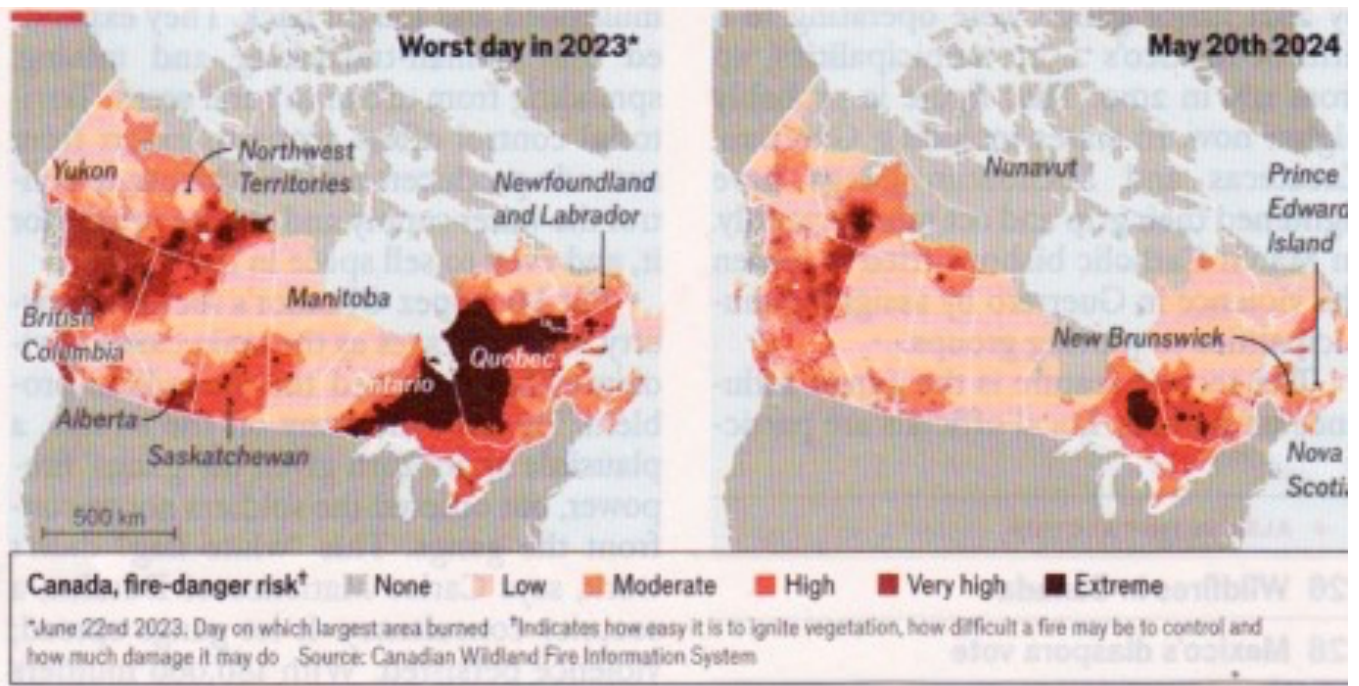 Worst day in 2023*
May 20th 2024
Yukon
Northwest
Territories
Newfoundland
and Labrador
Manitoba
British
Columbia
Quebec
Ontario
Alberta
Saskatchewan
500 km
Nunavut
Prince
Edward
Island
New Brunswick
Nova
Scotia
Canada, fire-danger risk† None Low Moderate High Very high Extreme
*June 22nd 2023. Day on which largest area burned †Indicates how easy it is to ignite vegetation, how difficult a fire may be to control and
how much damage it may do Source: Canadian Wildland Fire Information System